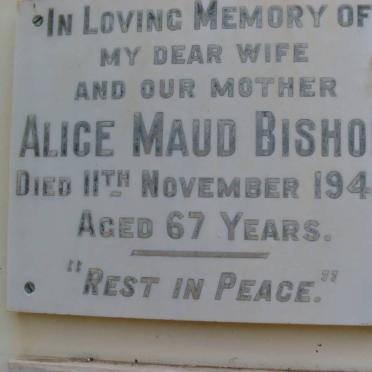 IN LOVING MEMORY OF
MY DEAR WIFE
AND OUR MOTHER
ALICE MAUD BISHO
DIED 11TH NOVEMBER 194
AGED 67 YEARS.
"REST IN PEACE."